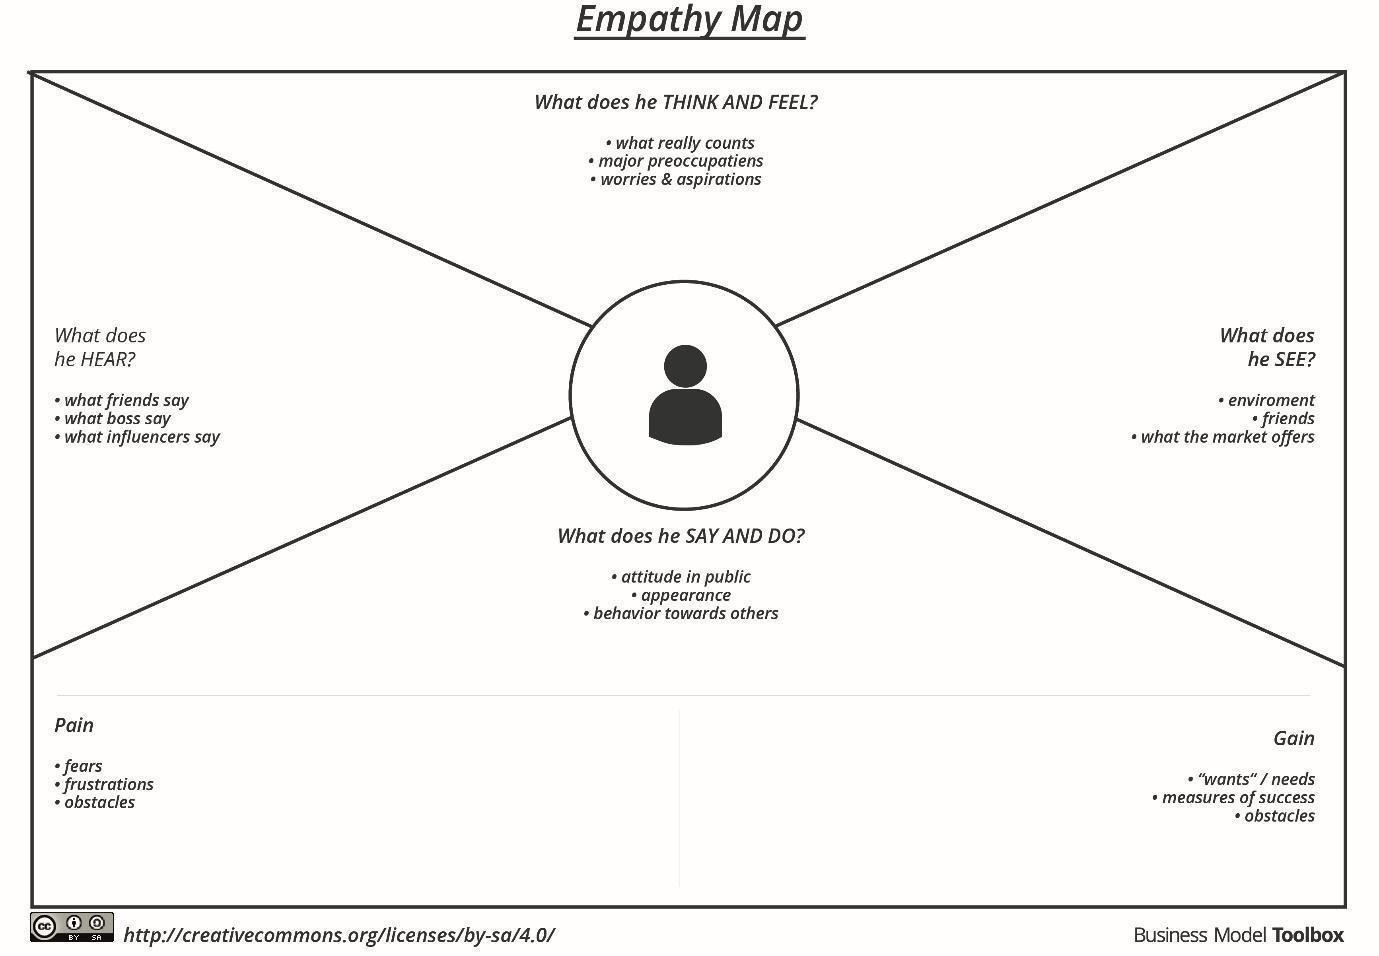 Empathy Map
What does he THINK AND FEEL?
• what really counts
• major preoccupatiens
• worries & aspirations
What does
he HEAR?
• what friends say
• what boss say
• what influencers say
What does
he SEE?
• enviroment
• friends
• what the market offers
What does he SAY AND DO?
• attitude in public
• appearance
• behavior towards others
Pain
• fears
• frustrations
• obstacles
Gain
• “wants“ / needs
• measures of success
• obstacles
cc BY SA
http://creativecommons.org/licenses/by-sa/4.0/
Business Model Toolbox